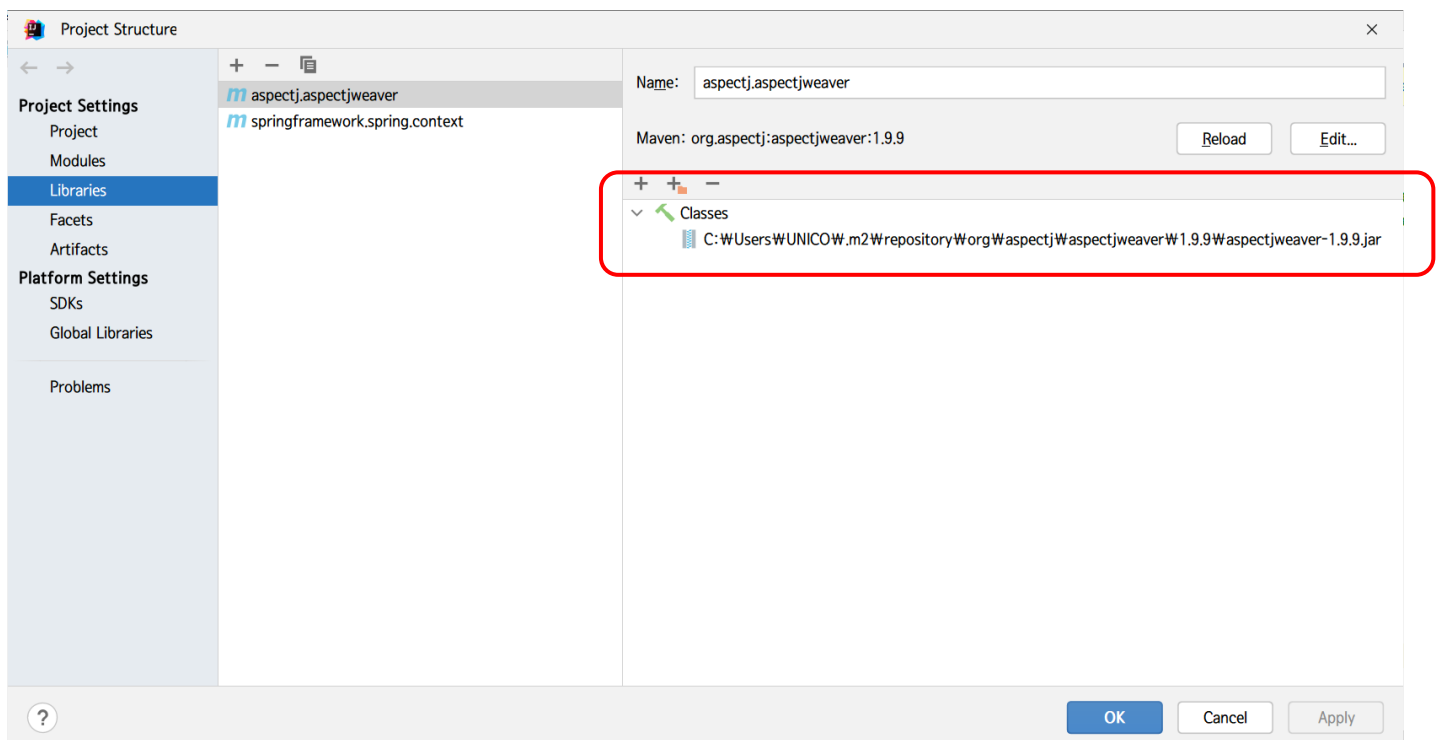 Project Structure
Project Settings
Project
Modules
Libraries
Facets
Artifacts
Platform Settings
SDKs
Global Libraries
Problems
aspectj.aspectjweaver
springframework.spring.context
Name: aspectj.aspectjweaver
Maven: org.aspectj:aspectjweaver:1.9.9
Reload
Edit...
Classes
C:₩Users₩UNICO₩.m2₩repository₩org₩aspectj₩aspectjweaver₩1.9.9₩aspectjweaver-1.9.9.jar
?
OK
Cancel
Apply